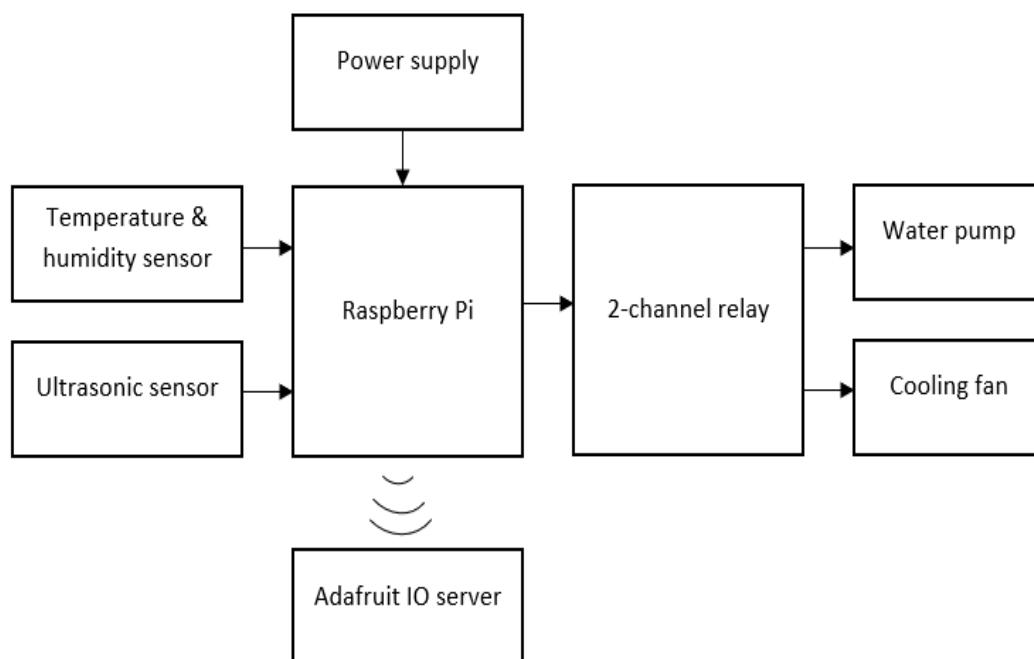 Power supply
Temperature &
humidity sensor
Ultrasonic sensor
Raspberry Pi
2-channel relay
Water pump
Cooling fan
Adafruit IO server